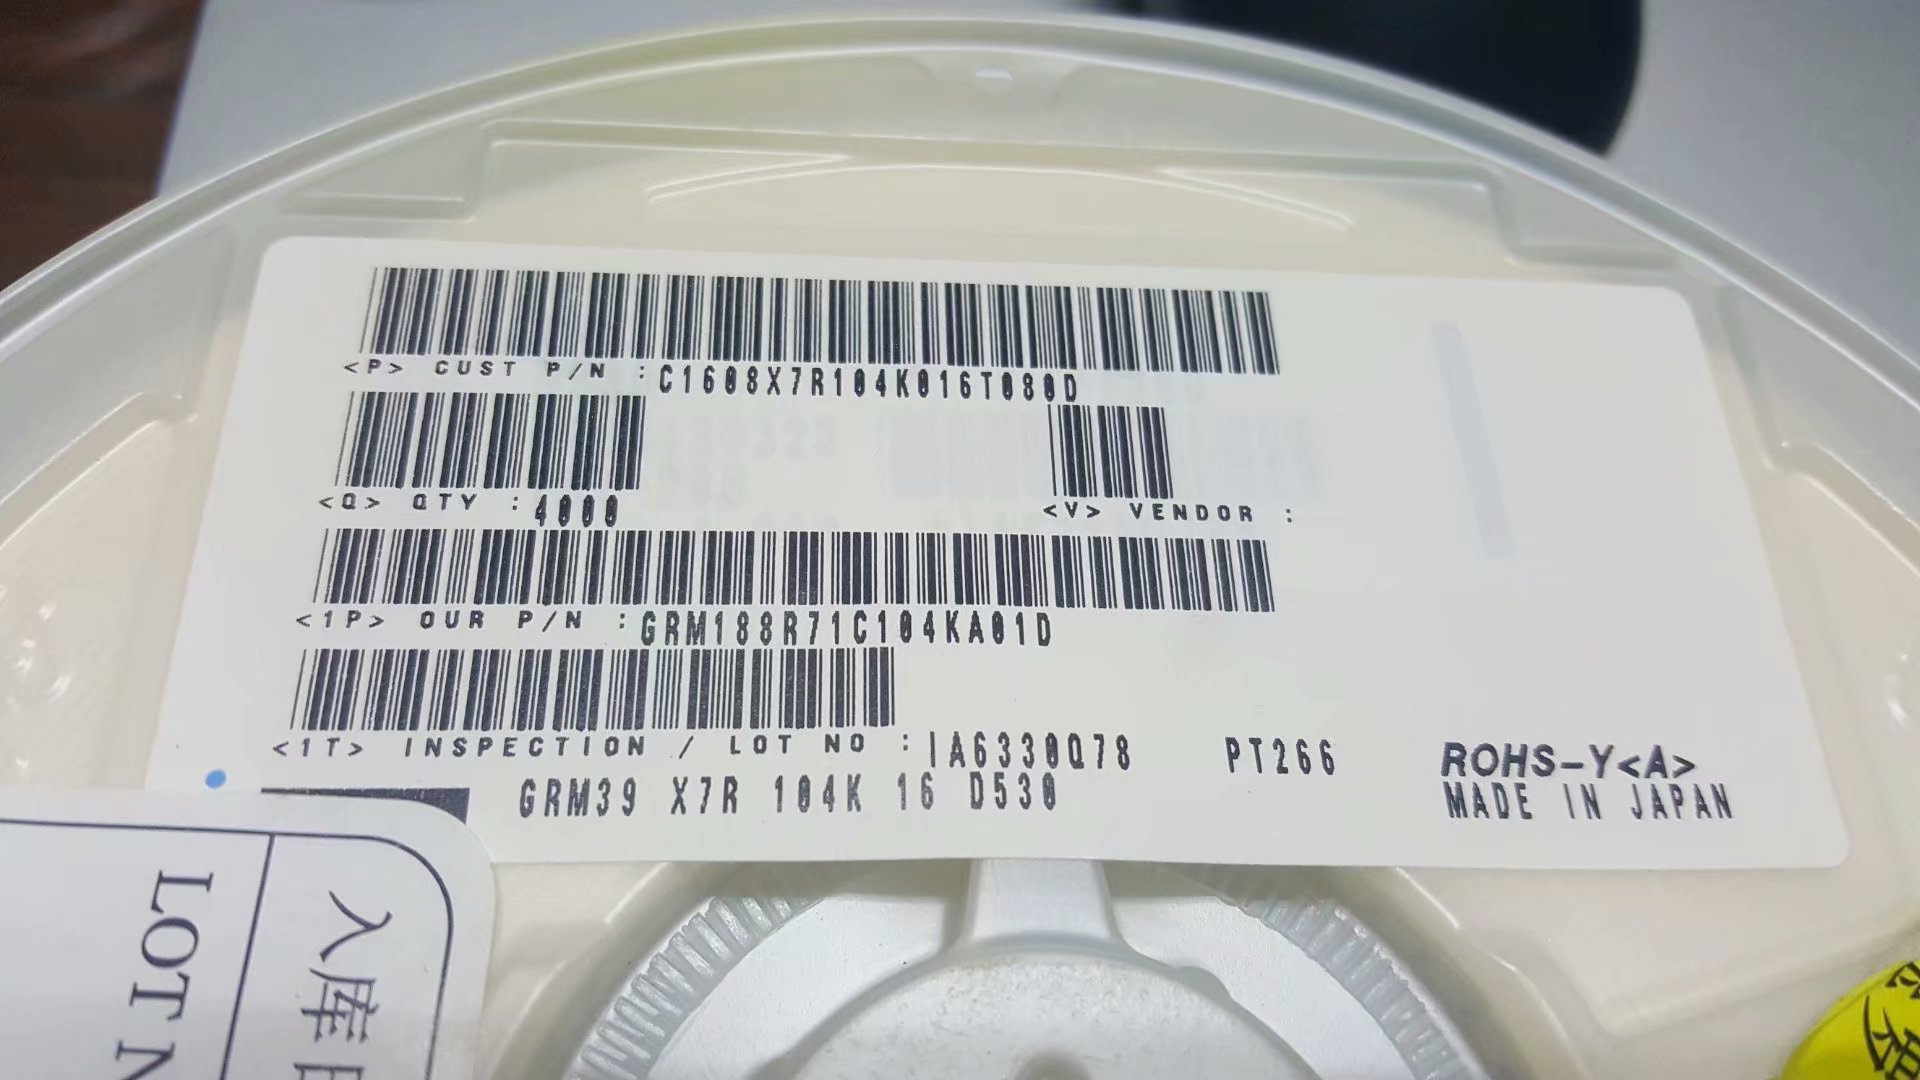 <P> CUST P/N :C1608X7R104K016T080D
<Q> QTY :4000
<V> VENDOR :
<1P> OUR P/N :GRM188R71C104KA01D
<1T> INSPECTION / LOT NO :IA6330Q78
PT266
ROHS-Y<A>
GRM39 X7R 104K 16 D530
MADE IN JAPAN
入库
LOT N